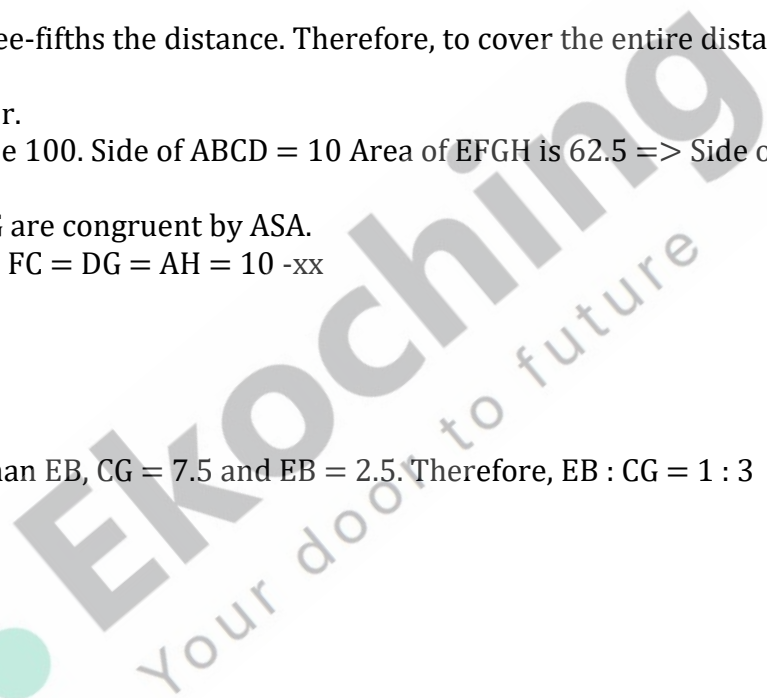 ee-fifths the distance. Therefore, to cover the entire dista
r.
e 100. Side of ABCD = 10 Area of EFGH is 62.5 => Side o
are congruent by ASA.
FC = DG = AH = 10 -xx
an EB, CG = 7.5 and EB = 2.5. Therefore, EB : CG = 1 : 3
Ekoching
Your door to future